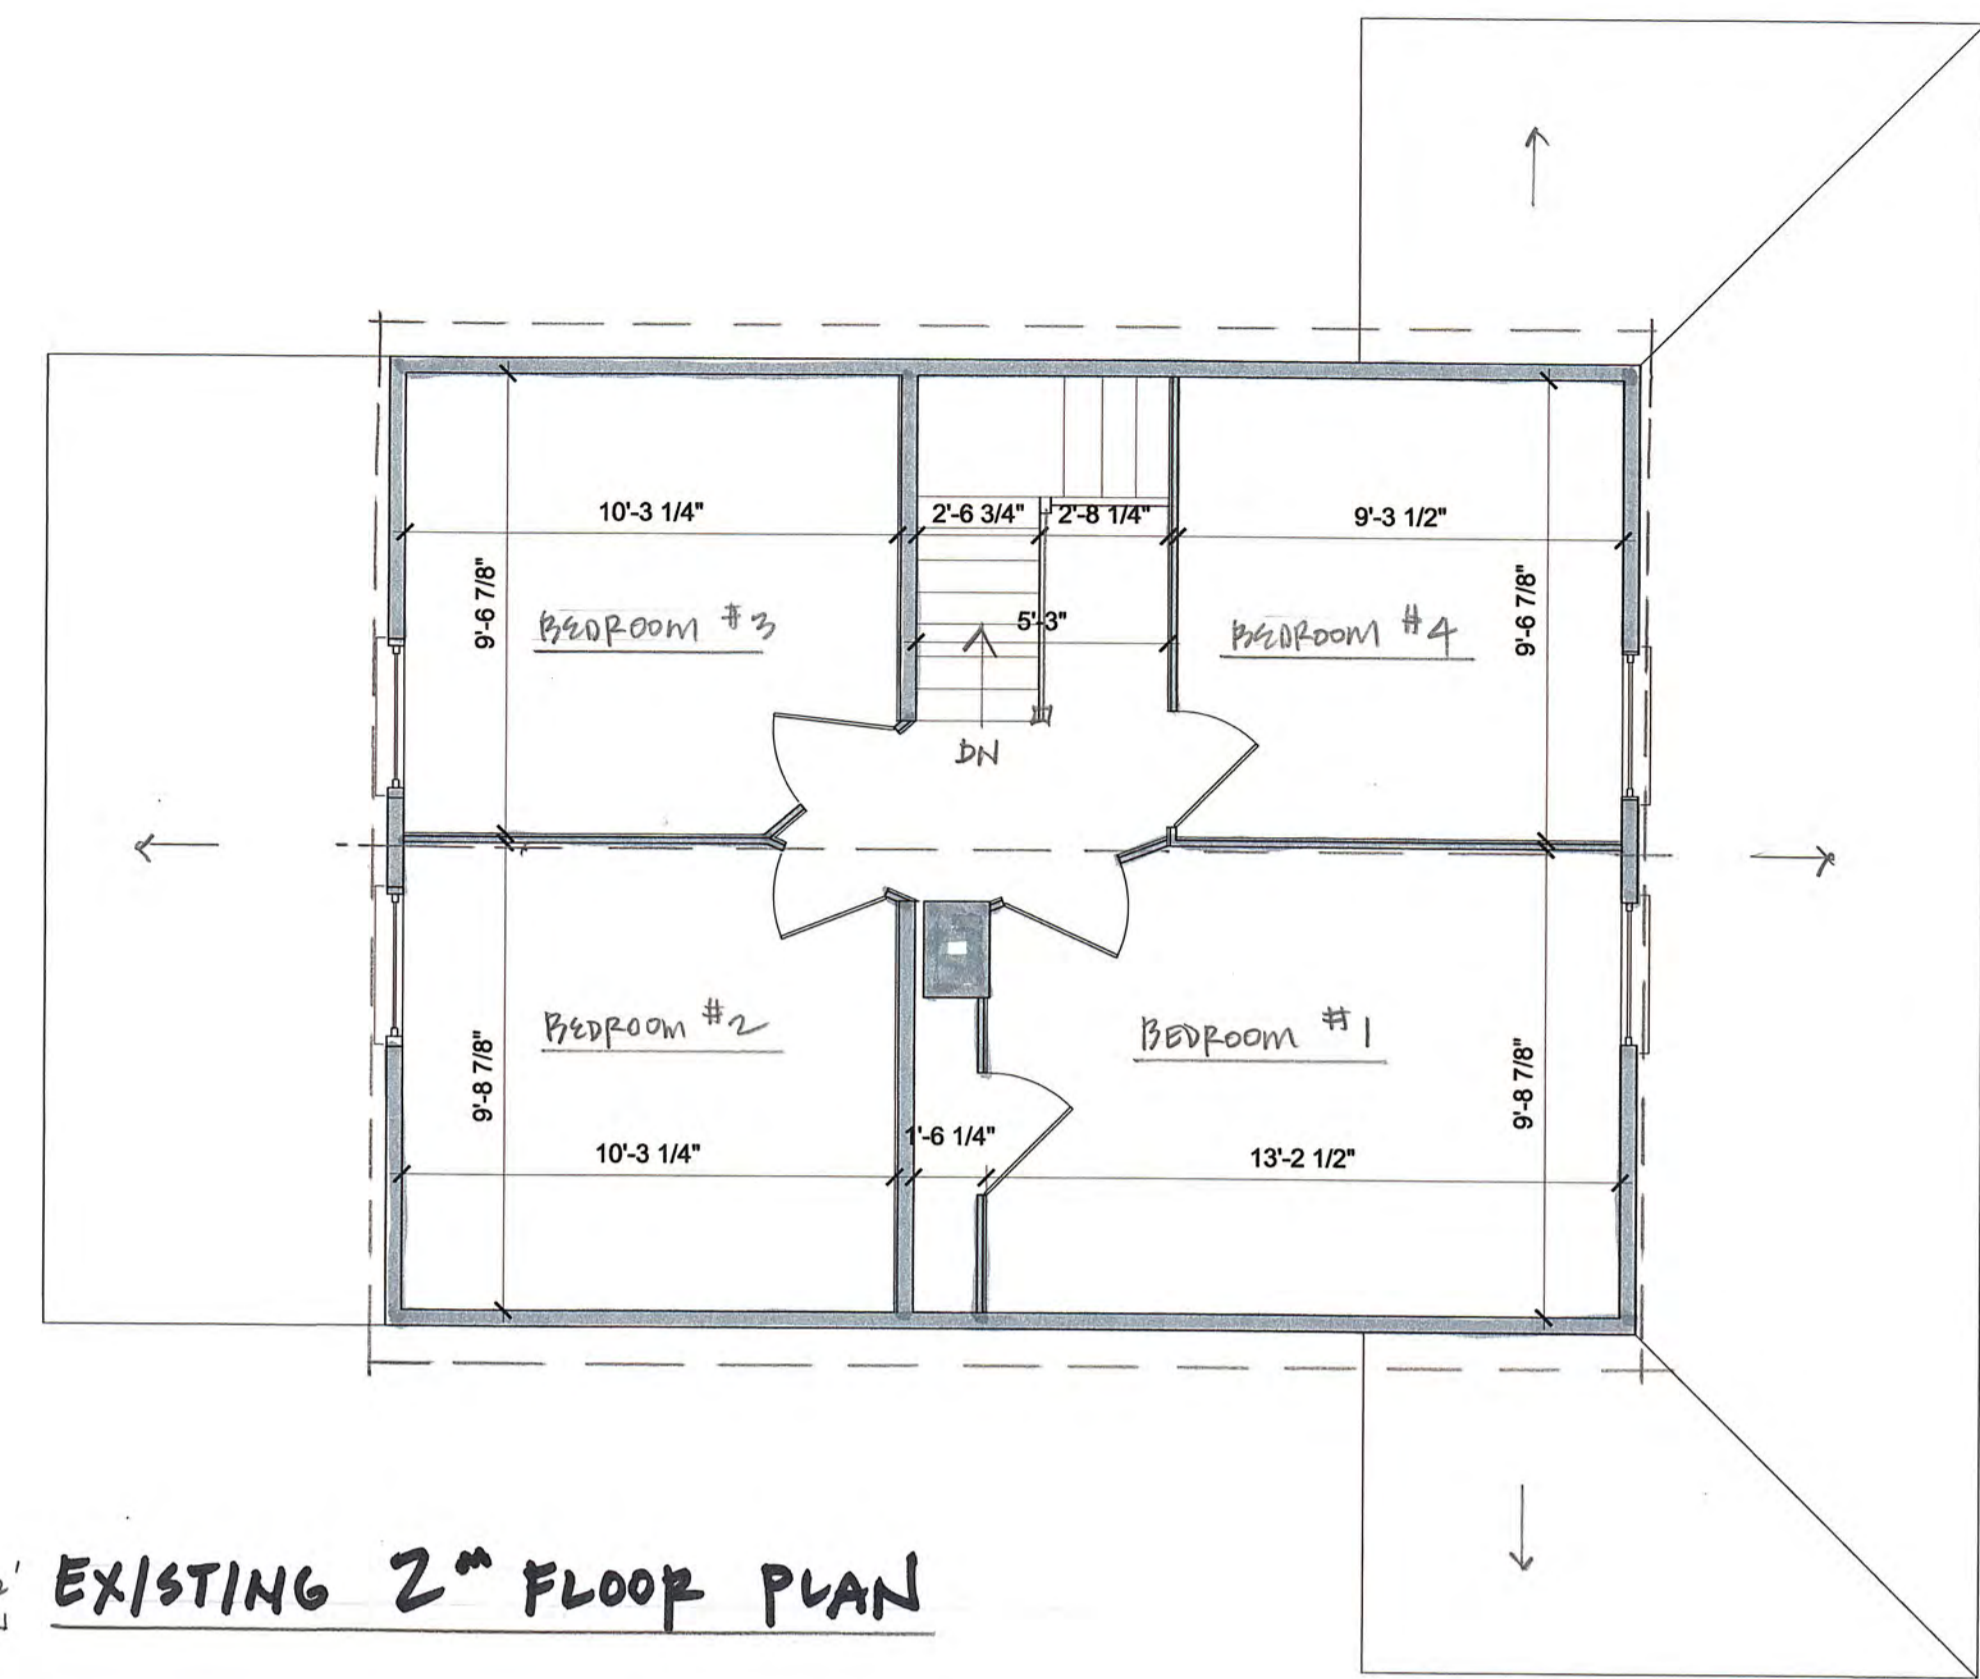 10'-3 1/4"
2'-6 3/4"
2'-8 1/4"
9'-3 1/2"
9'-6 7/8"
BEDROOM #3
5'-3"
BEDROOM #4
9'-6 7/8"
DN
BEDROOM #2
BEDROOM #1
9'-8 7/8"
9'-8 7/8"
10'-3 1/4"
1'-6 1/4"
13'-2 1/2"
EXISTING 2ND FLOOR PLAN